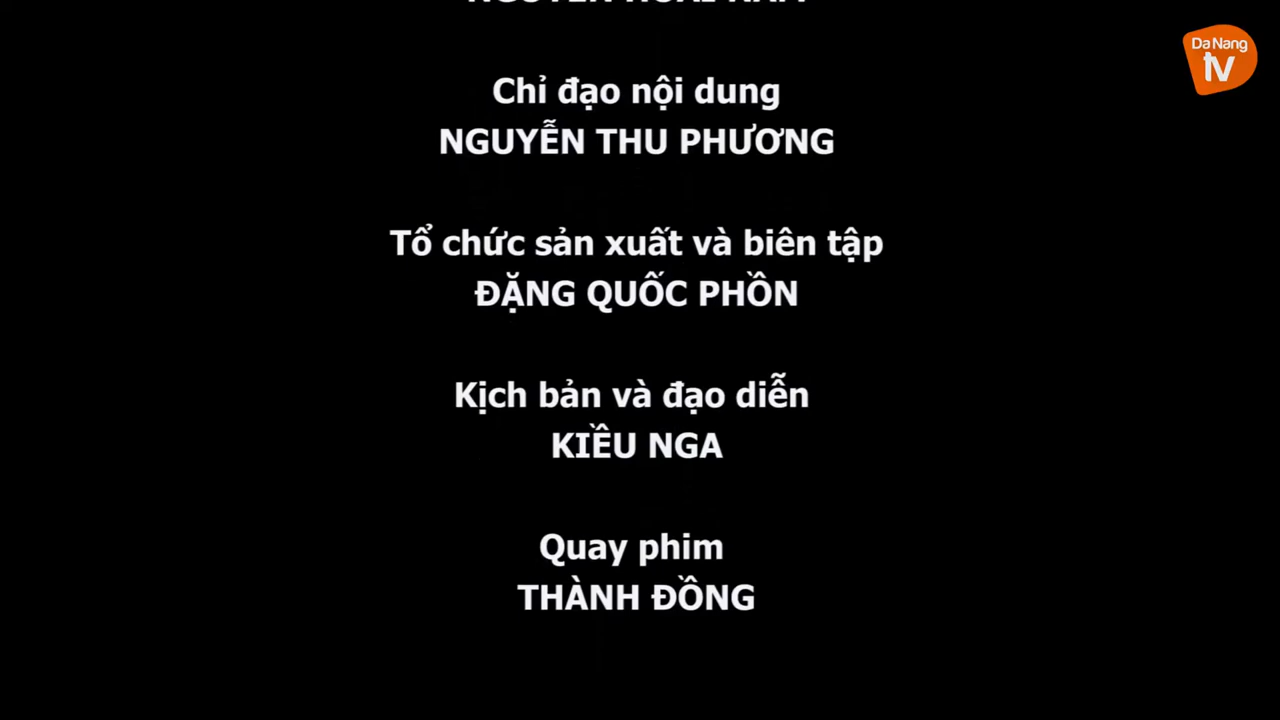 Da Nang
tv
Chỉ đạo nội dung
NGUYỄN THU PHƯƠNG
Tổ chức sản xuất và biên tập
ĐẶNG QUỐC PHỒN
Kịch bản và đạo diễn
KIỀU NGA
Quay phim
THÀNH ĐỒNG